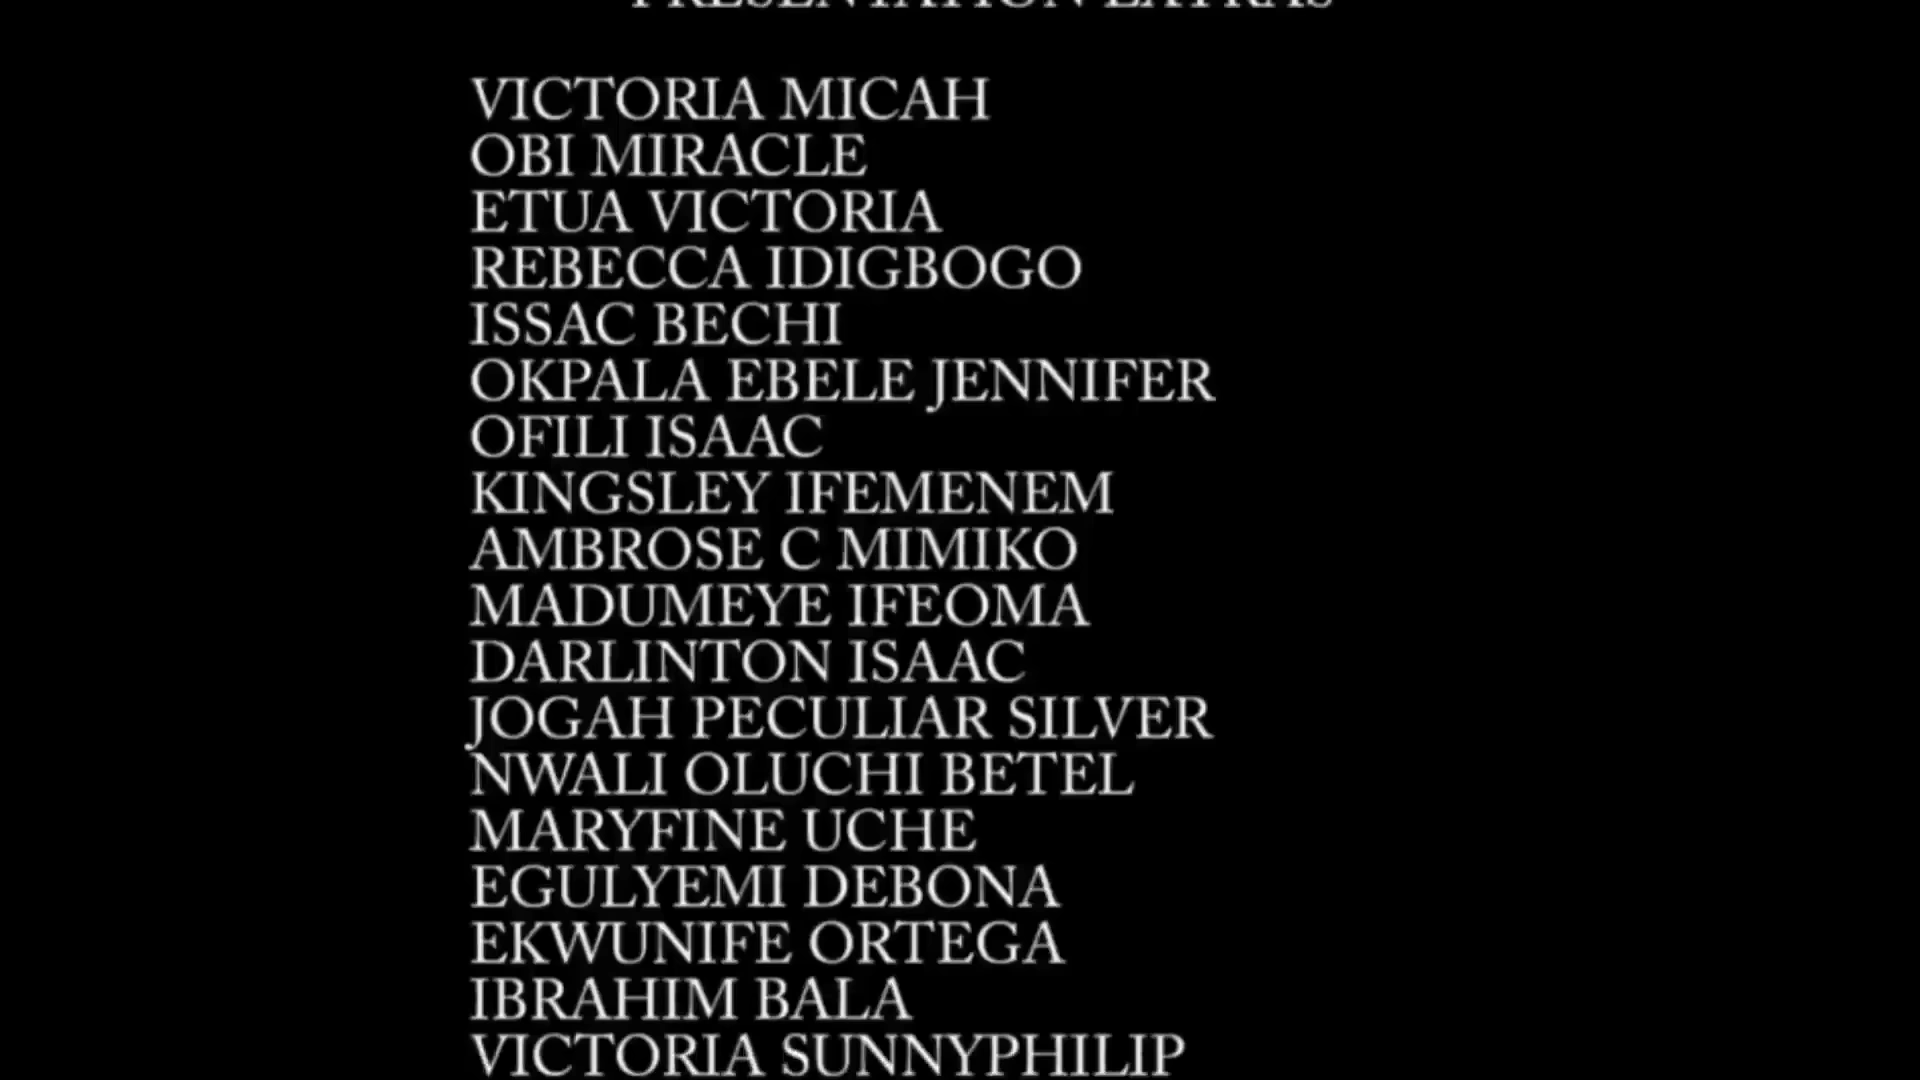 PRESENTATION EXTRAS
VICTORIA MICAH
OBI MIRACLE
ETUA VICTORIA
REBECCA IDIGBOGO
ISSAC BECHI
OKPALA EBELE JENNIFER
OFILI ISAAC
KINGSLEY IFEMENEM
AMBROSE C MIMIKO
MADUMEYE IFEOMA
DARLINTON ISAAC
JOGAH PECULIAR SILVER
NWALI OLUCHI BETEL
MARYFINE UCHE
EGULYEMI DEBONA
EKWUNIFE ORTEGA
IBRAHIM BALA
VICTORIA SUNNYPHILIP